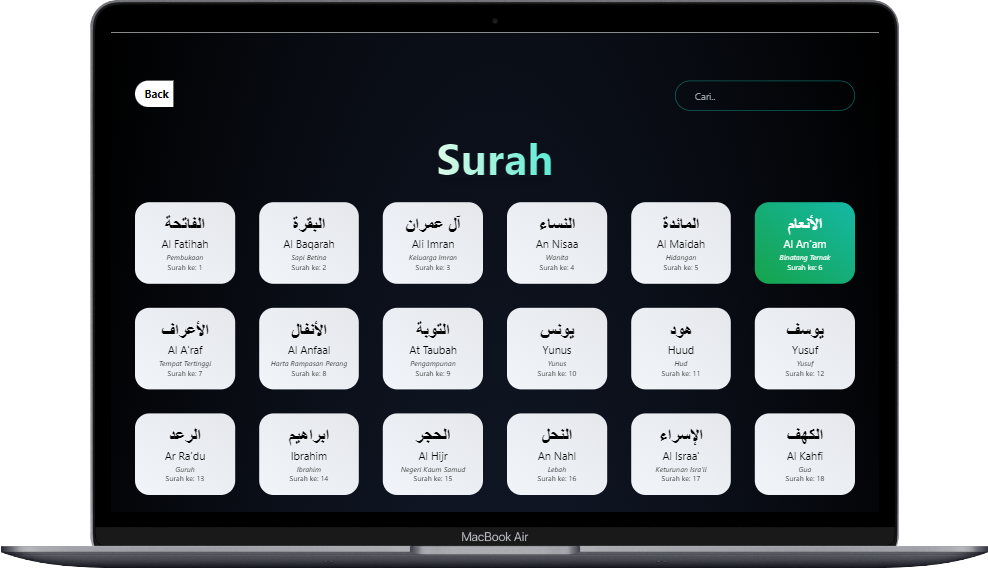 Back
Cari..
Surah
الفاتحة
Al Fatihah
Pembukaan
Surah ke: 1
البقرة
Al Baqarah
Sapi Betina
Surah ke: 2
آل عمران
Ali Imran
Keluarga Imran
Surah ke: 3
النساء
An Nisaa
Wanita
Surah ke: 4
المائدة
Al Maidah
Hidangan
Surah ke: 5
الأنعام
Al An'am
Binatang Ternak
Surah ke: 6
الأعراف
Al A'raf
Tempat Tertinggi
Surah ke: 7
الأنفال
Al Anfaal
Harta Rampasan Perang
Surah ke: 8
التوبة
At Taubah
Pengampunan
Surah ke: 9
يونس
Yunus
Yunus
Surah ke: 10
هود
Huud
Hud
Surah ke: 11
يوسف
Yusuf
Yusuf
Surah ke: 12
الرعد
Ar Ra'du
Guruh
Surah ke: 13
ابراهيم
Ibrahim
Ibrahim
Surah ke: 14
الحجر
Al Hijr
Negeri Kaum Samud
Surah ke: 15
النحل
An Nahl
Lebah
Surah ke: 16
الإسراء
Al Israa'
Keturunan Isra'il
Surah ke: 17
الكهف
Al Kahfi
Gua
Surah ke: 18
MacBook Air